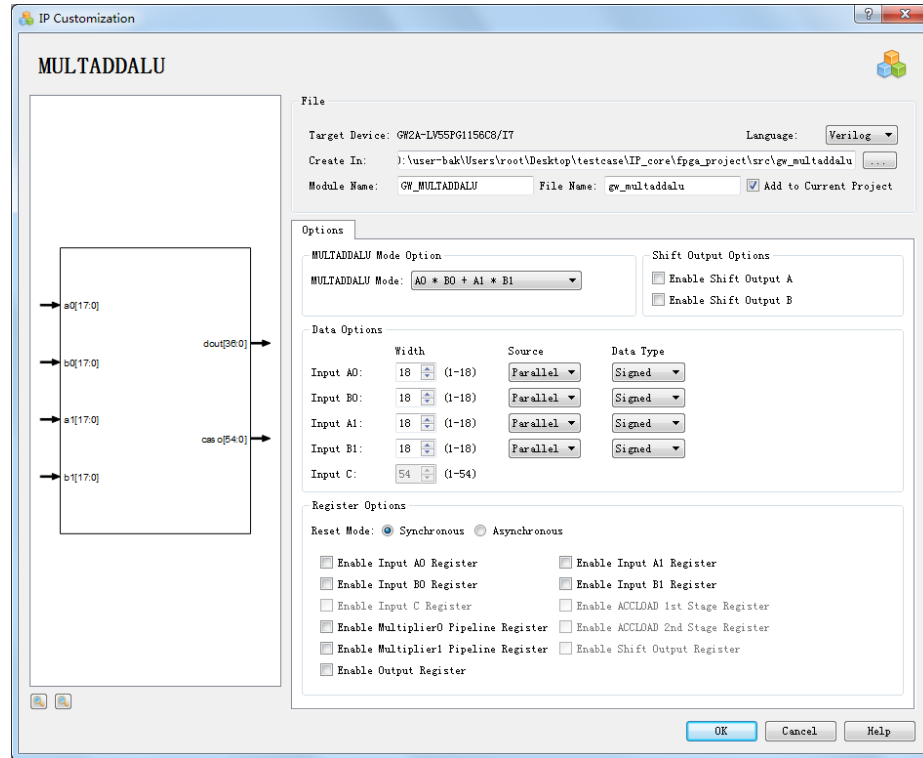 IP Customization
MULTADDALU
File
Target Device: GW2A-LV55PG1156C8/I7 Language: Verilog
Create In: ):\user-bak\Users\root\Desktop\testcase\IP_core\fpga_project\src\gw_multaddalu ...
Module Name: GW_MULTADDALU File Name: gw_multaddalu Add to Current Project
Options
MULTADDALU Mode Option
MULTADDALU Mode: A0 * B0 + A1 * B1
Shift Output Options
Enable Shift Output A
Enable Shift Output B
a0[17:0]
b0[17:0]
a1[17:0]
b1[17:0]
dout[36:0]
caso[54:0]
Data Options
Width Source Data Type
Input A0: 18 (1-18) Parallel Signed
Input B0: 18 (1-18) Parallel Signed
Input A1: 18 (1-18) Parallel Signed
Input B1: 18 (1-18) Parallel Signed
Input C: 54 (1-54)
Register Options
Reset Mode: Synchronous Asynchronous
Enable Input A0 Register Enable Input A1 Register
Enable Input B0 Register Enable Input B1 Register
Enable Input C Register Enable ACCLOAD 1st Stage Register
Enable Multiplier0 Pipeline Register Enable ACCLOAD 2nd Stage Register
Enable Multiplier1 Pipeline Register Enable Shift Output Register
Enable Output Register
OK Cancel Help